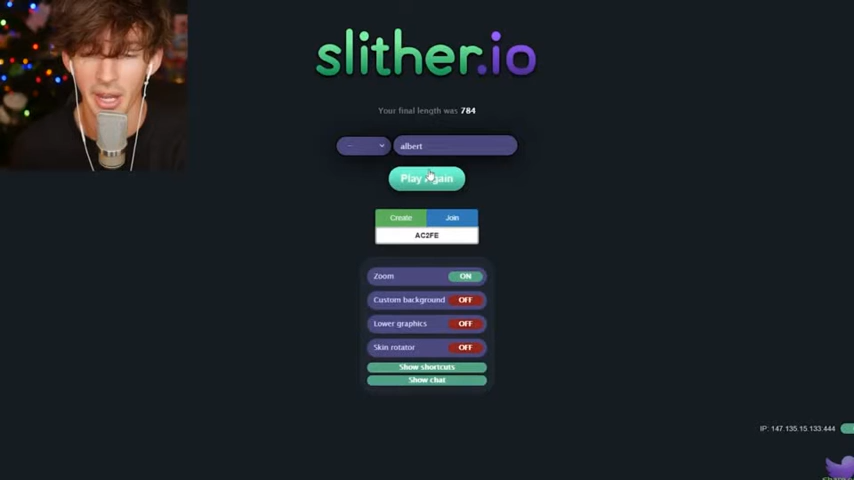 slither.io
Your final length was 784
albert
Play Again
Create Join
AC2FE
Zoom ON
Custom background OFF
Lower graphics OFF
Skin rotator OFF
Show shortcuts
Show chat
IP: 147.135.15.133:444